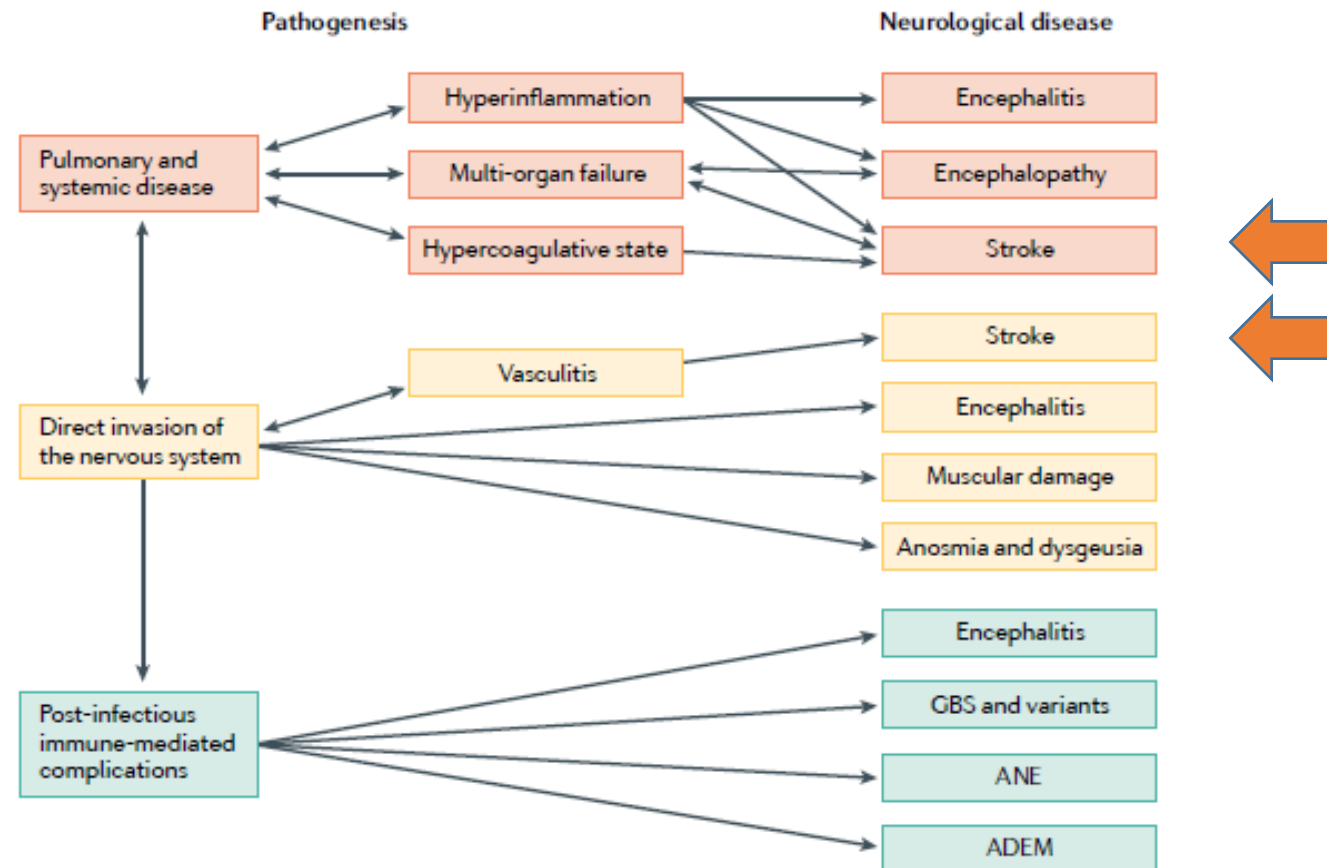 Pathogenesis
Neurological disease
Hyperinflammation
Encephalitis
Pulmonary and
systemic disease
Multi-organ failure
Encephalopathy
Hypercoagulative state
Stroke
Stroke
Vasculitis
Encephalitis
Direct invasion of
the nervous system
Muscular damage
Anosmia and dysgeusia
Encephalitis
Post-infectious
immune-mediated
complications
GBS and variants
ANE
ADEM